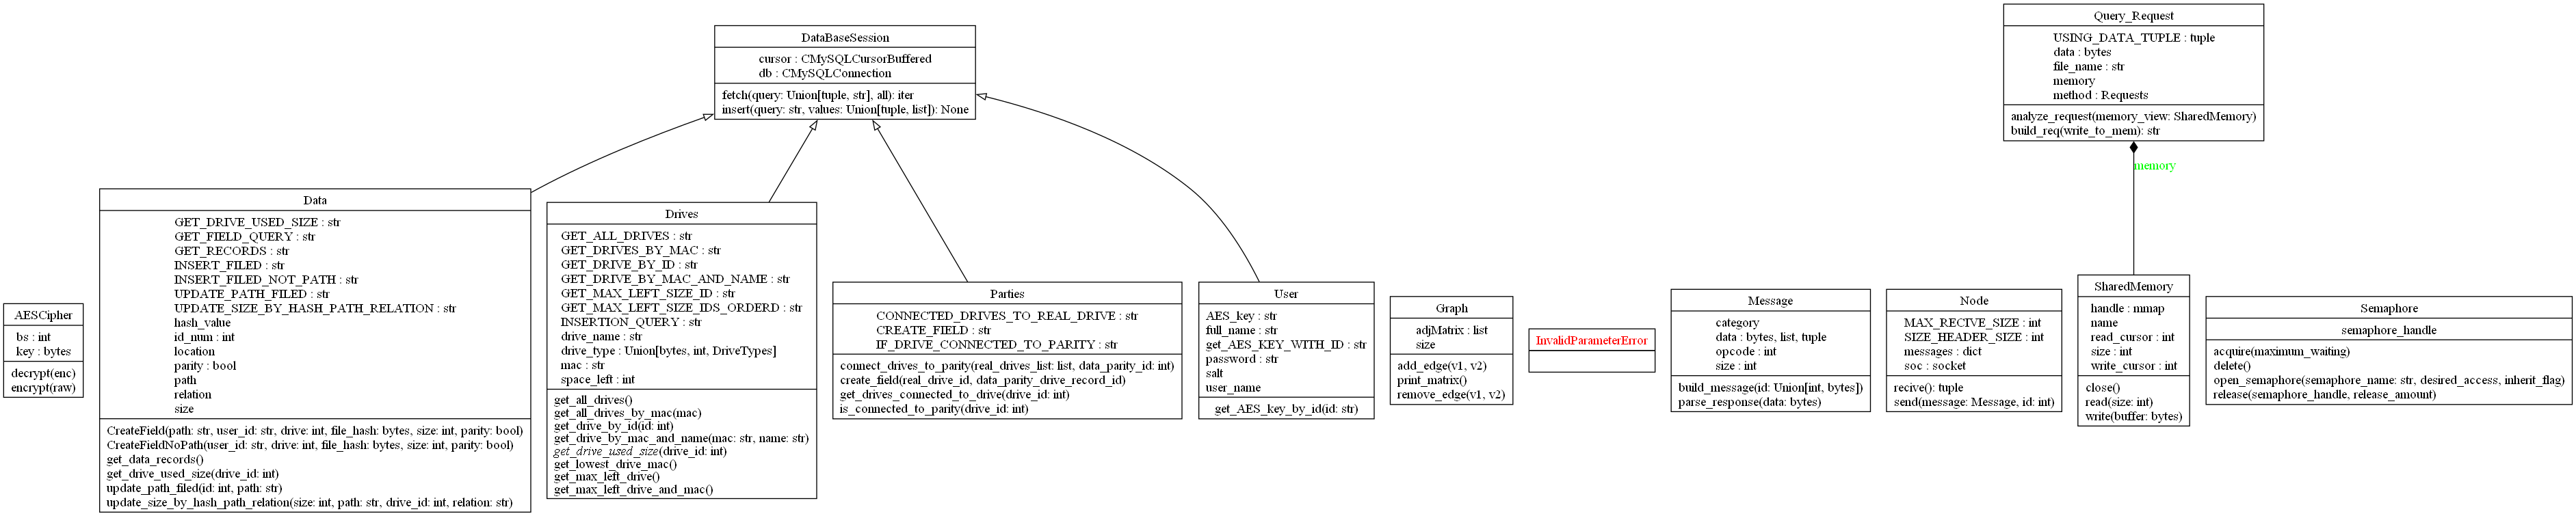 DataBaseSession
cursor : CMySQLCursorBuffered
db : CMySQLConnection
fetch(query: Union[tuple, str], all): iter
insert(query: str, values: Union[tuple, list]): None
Query_Request
USING_DATA_TUPLE : tuple
data : bytes
file_name : str
memory
method : Requests
analyze_request(memory_view: SharedMemory)
build_req(write_to_mem): str
memory
AESCipher
bs : int
key : bytes
decrypt(enc)
encrypt(raw)
Data
GET_DRIVE_USED_SIZE : str
GET_FIELD_QUERY : str
GET_RECORDS : str
INSERT_FILED : str
INSERT_FILED_NOT_PATH : str
UPDATE_PATH_FILED : str
UPDATE_SIZE_BY_HASH_PATH_RELATION : str
hash_value
id_num : int
location
parity : bool
path
relation
size
CreateField(path: str, user_id: str, drive: int, file_hash: bytes, size: int, parity: bool)
CreateFieldNoPath(user_id: str, drive: int, file_hash: bytes, size: int, parity: bool)
get_data_records()
get_drive_used_size(drive_id: int)
update_path_filed(id: int, path: str)
update_size_by_hash_path_relation(size: int, path: str, drive_id: int, relation: str)
Drives
GET_ALL_DRIVES : str
GET_DRIVES_BY_MAC : str
GET_DRIVE_BY_ID : str
GET_DRIVE_BY_MAC_AND_NAME : str
GET_MAX_LEFT_SIZE_ID : str
GET_MAX_LEFT_SIZE_IDS_ORDERD : str
INSERTION_QUERY : str
drive_name : str
drive_type : Union[bytes, int, DriveTypes]
mac : str
space_left : int
get_all_drives()
get_all_drives_by_mac(mac)
get_drive_by_id(id: int)
get_drive_by_mac_and_name(mac: str, name: str)
get_drive_used_size(drive_id: int)
get_lowest_drive_mac()
get_max_left_drive()
get_max_left_drive_and_mac()
Parties
CONNECTED_DRIVES_TO_REAL_DRIVE : str
CREATE_FIELD : str
IF_DRIVE_CONNECTED_TO_PARITY : str
connect_drives_to_parity(real_drives_list: list, data_parity_id: int)
create_field(real_drive_id, data_parity_drive_record_id)
get_drives_connected_to_drive(drive_id: int)
is_connected_to_parity(drive_id: int)
User
AES_key : str
full_name : str
get_AES_KEY_WITH_ID : str
password : str
salt
user_name
get_AES_key_by_id(id: str)
Graph
adjMatrix : list
size
add_edge(v1, v2)
print_matrix()
remove_edge(v1, v2)
InvalidParameterError
Message
category
data : bytes, list, tuple
opcode : int
size : int
build_message(id: Union[int, bytes])
parse_response(data: bytes)
Node
MAX_RECIVE_SIZE : int
SIZE_HEADER_SIZE : int
messages : dict
soc : socket
recive(): tuple
send(message: Message, id: int)
SharedMemory
handle : mmap
name
read_cursor : int
size : int
write_cursor : int
close()
read(size: int)
write(buffer: bytes)
Semaphore
semaphore_handle
acquire(maximum_waiting)
delete()
open_semaphore(semaphore_name: str, desired_access, inherit_flag)
release(semaphore_handle, release_amount)